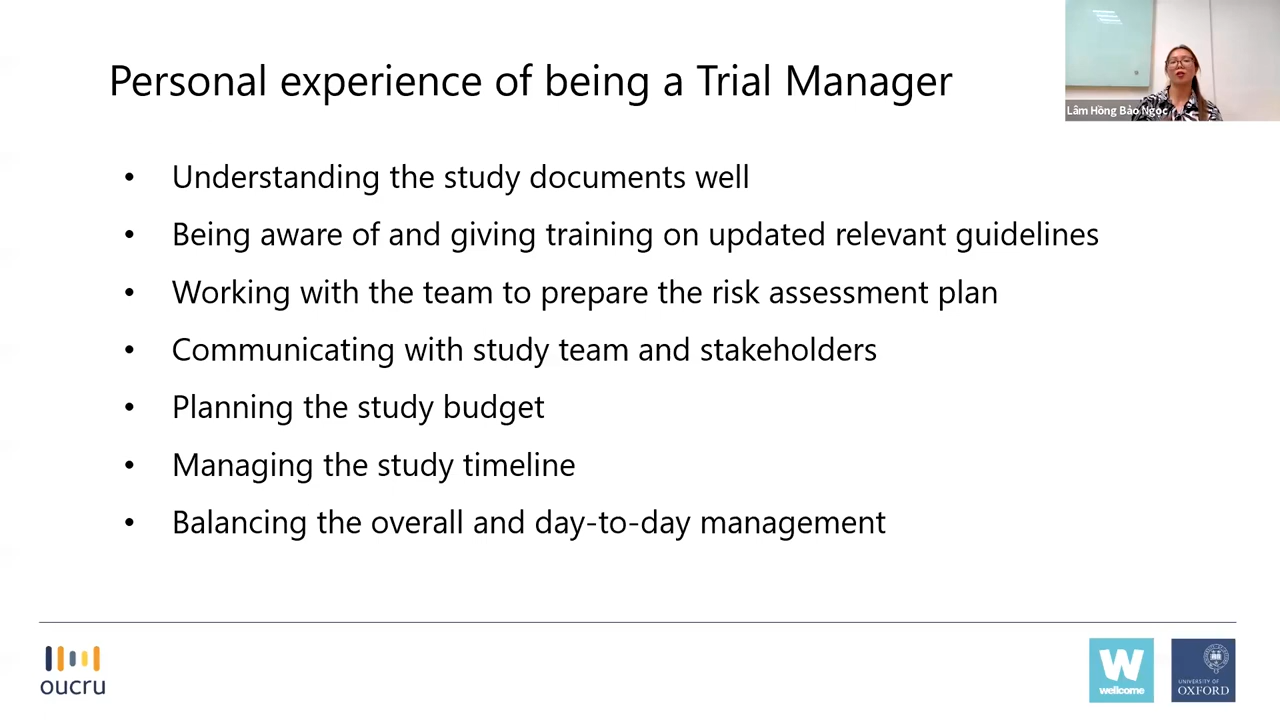 Personal experience of being a Trial Manager
Lâm Hồng Bảo Ngọc
• Understanding the study documents well
• Being aware of and giving training on updated relevant guidelines
• Working with the team to prepare the risk assessment plan
• Communicating with study team and stakeholders
• Planning the study budget
• Managing the study timeline
• Balancing the overall and day-to-day management
oucru
W
wellcome
UNIVERSITY OF
OXFORD